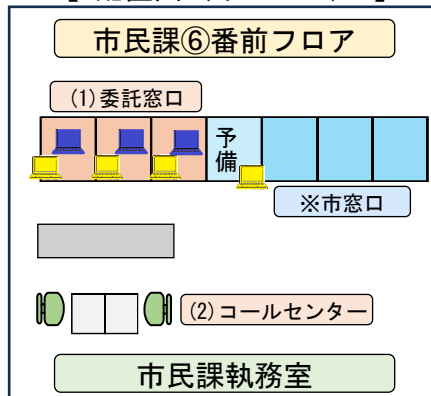 市民課⑥番前フロア
(1)委託窓口
予備
※市窓口
(2)コールセンター
市民課執務室